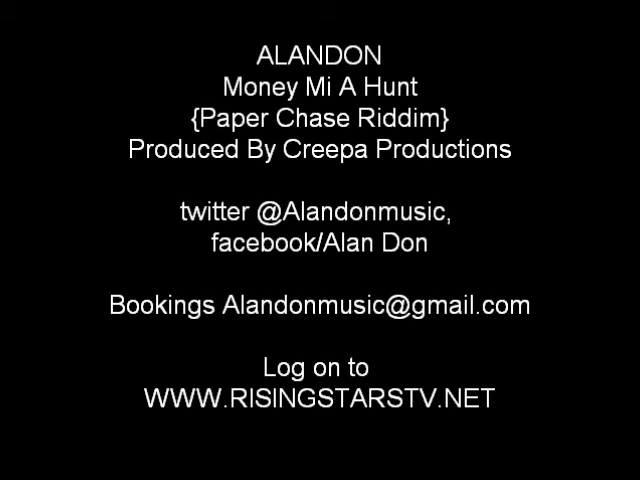 ALANDON
Money Mi A Hunt
{Paper Chase Riddim}
Produced By Creepa Productions
twitter @Alandonmusic,
facebook/Alan Don
Bookings Alandonmusic@gmail.com
Log on to
WWW.RISINGSTARSTV.NET